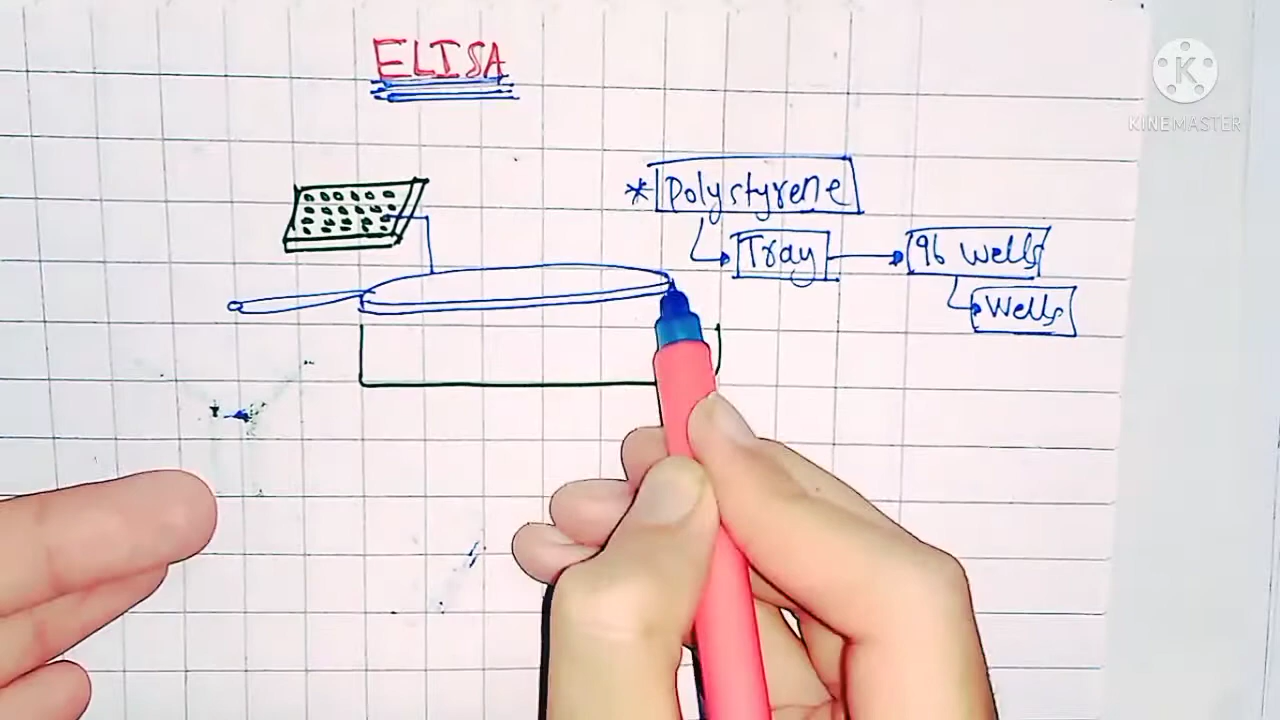 ELISA
K
KINEMASTER
* Polystyrene
Tray
96 Wells
Wells